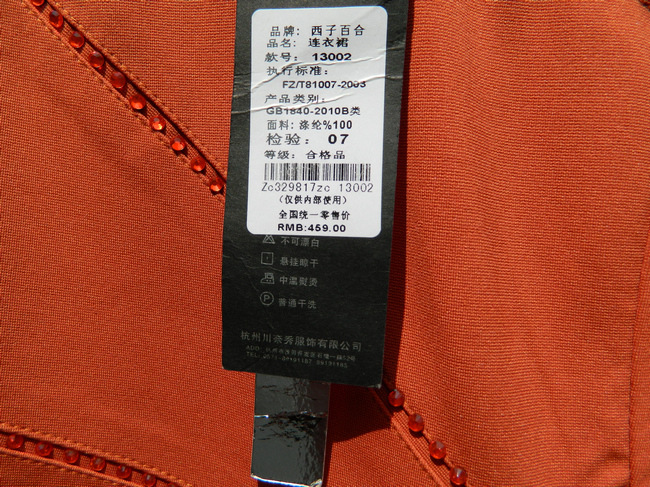 品牌：西子百合
品名：连衣裙
款号：13002
执行标准：
FZ/T81007-2003
产品类别：
GB1840-2010B类
面料：涤纶%100
检验：07
等级：合格品
Zc329817zc 13002
（仅供内部使用）
全国统一零售价
RMB:459.00
不可漂白
悬挂晾干
中温熨烫
P 普通干洗
杭州川奈秀服饰有限公司